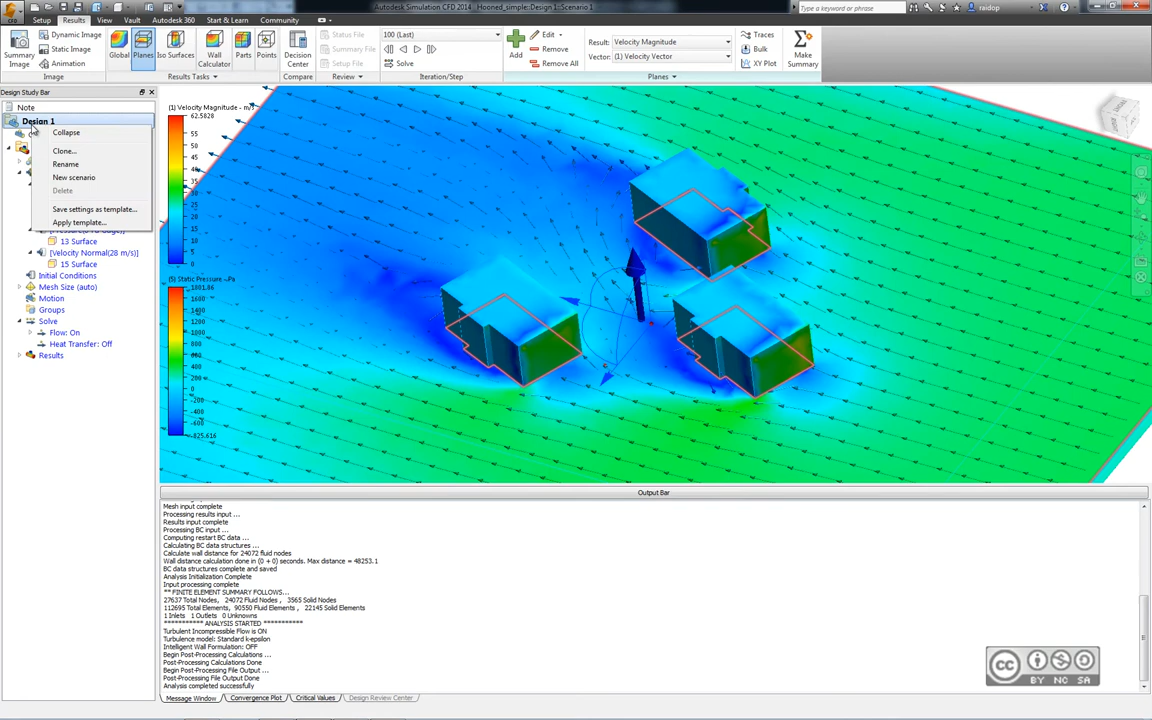 Autodesk Simulation CFD 2014 Hooned_simple::Design 1::Scenario 1
Type a keyword or phrase
raidop
Setup
Results
View
Vault
Autodesk 360
Start & Learn
Community
Summary
Image
Dynamic Image
Static Image
Animation
Image
Global
Planes
Iso Surfaces
Wall
Calculator
Parts
Points
Results Tasks
Decision
Center
Compare
Status File
Summary File
Setup File
Review
100 (Last)
Solve
Iteration/Step
Add
Edit
Remove
Remove All
Result:
Velocity Magnitude
Vector:
(1) Velocity Vector
Planes
Traces
Bulk
XY Plot
Make
Summary
Design Study Bar
Note
Design 1
Collapse
Clone...
Rename
New scenario
Delete
Save settings as template...
Apply template...
13 Surface
[Velocity Normal(28 m/s)]
15 Surface
Initial Conditions
Mesh Size (auto)
Motion
Groups
Solve
Flow: On
Heat Transfer: Off
Results
(1) Velocity Magnitude - m/s
62.5828
55
50
45
40
35
30
25
20
15
10
5
0
(5) Static Pressure - Pa
1801.86
1600
1400
1200
1000
800
600
400
200
0
-200
-400
-600
-825.616
Output Bar
Mesh input complete
Processing results input ...
Results input complete
Processing BC input ...
Computing restart BC data ...
Calculating BC data structures ...
Calculate wall distance for 24072 fluid nodes
Wall distance calculation done in (0 + 0) seconds. Max distance = 48253.1
BC data structures complete and saved
Analysis Initialization Complete
Input processing complete
** FINITE ELEMENT SUMMARY FOLLOWS...
27637 Total Nodes, 24072 Fluid Nodes , 3565 Solid Nodes
112695 Total Elements, 90550 Fluid Elements , 22145 Solid Elements
1 Inlets 1 Outlets 0 Unknowns
*********** ANALYSIS STARTED ***********
Turbulent Incompressible Flow is ON
Turbulence model: Standard k-epsilon
Intelligent Wall Formulation: OFF
Begin Post-Processing Calculations ...
Post-Processing Calculations Done
Begin Post-Processing File Output ...
Post-Processing File Output Done
Analysis completed successfully
Message Window
Convergence Plot
Critical Values
Design Review Center
cc
BY NC SA